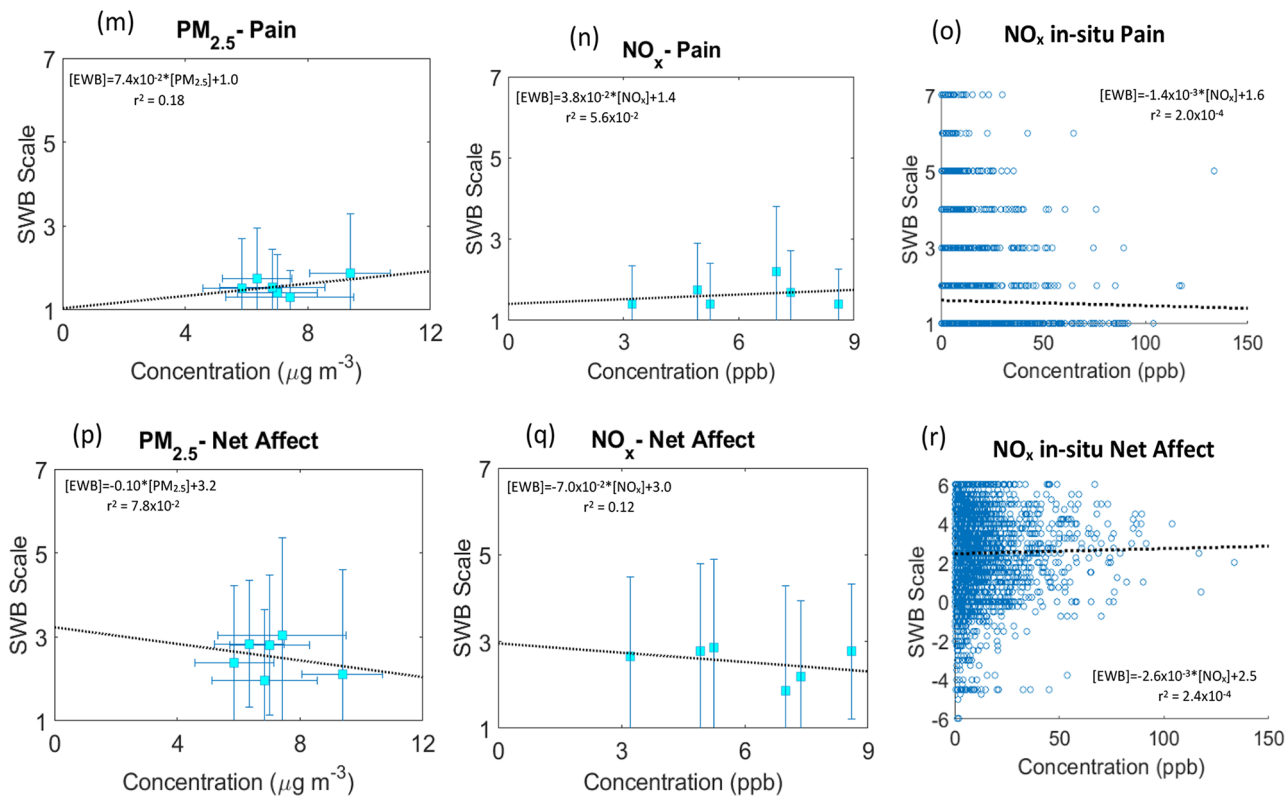 (m)
PM2.5- Pain
[EWB]=7.4x10-2*[PM2.5]+1.0
r2 = 0.18
SWB Scale
7
5
3
1
0
4
8
12
Concentration (μg m-3)
(n)
NOx- Pain
[EWB]=3.8x10-2*[NOx]+1.4
r2 = 5.6x10-2
SWB Scale
7
5
3
1
0
3
6
9
Concentration (ppb)
(o)
NOx in-situ Pain
[EWB]=-1.4x10-3*[NOx]+1.6
r2 = 2.0x10-4
SWB Scale
7
6
5
4
3
2
1
0
50
100
150
Concentration (ppb)
(p)
PM2.5- Net Affect
[EWB]=-0.10*[PM2.5]+3.2
r2 = 7.8x10-2
SWB Scale
7
5
3
1
0
4
8
12
Concentration (μg m-3)
(q)
NOx- Net Affect
[EWB]=-7.0x10-2*[NOx]+3.0
r2 = 0.12
SWB Scale
7
5
3
1
0
3
6
9
Concentration (ppb)
(r)
NOx in-situ Net Affect
SWB Scale
6
4
2
0
-2
-4
-6
[EWB]=-2.6x10-3*[NOx]+2.5
r2 = 2.4x10-4
0
50
100
150
Concentration (ppb)